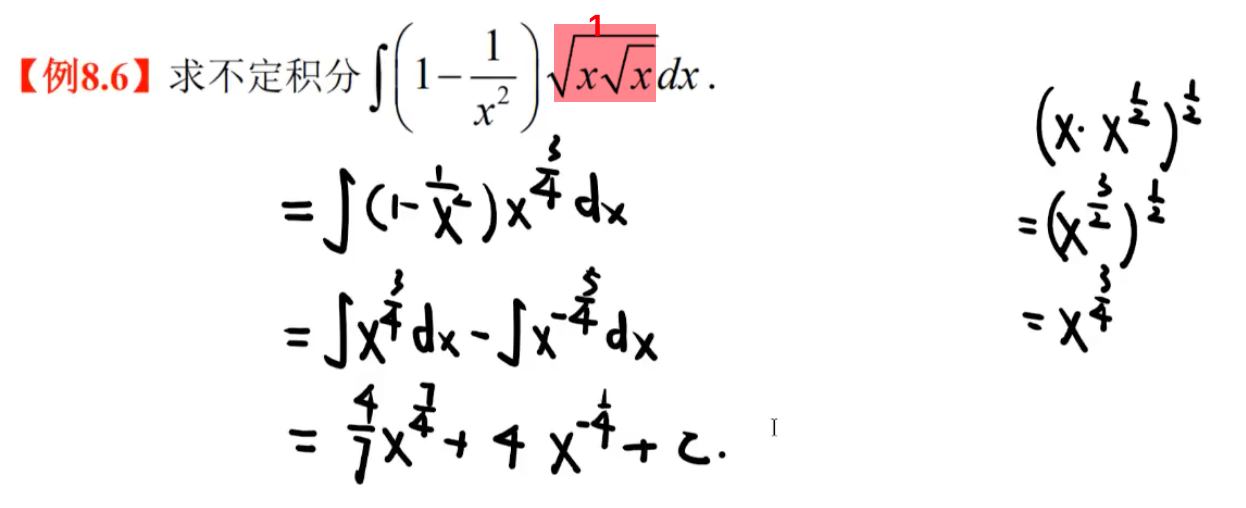 1
【例8.6】求不定积分 ∫(1 - 1/x²)√(x√x) dx .
= ∫(1 - 1/x²) x^(3/4) dx
= ∫x^(3/4) dx - ∫x^(-5/4) dx
= 4/7 x^(7/4) + 4 x^(-1/4) + c.
(x · x^(1/2))^(1/2)
= (x^(3/2))^(1/2)
= x^(3/4)